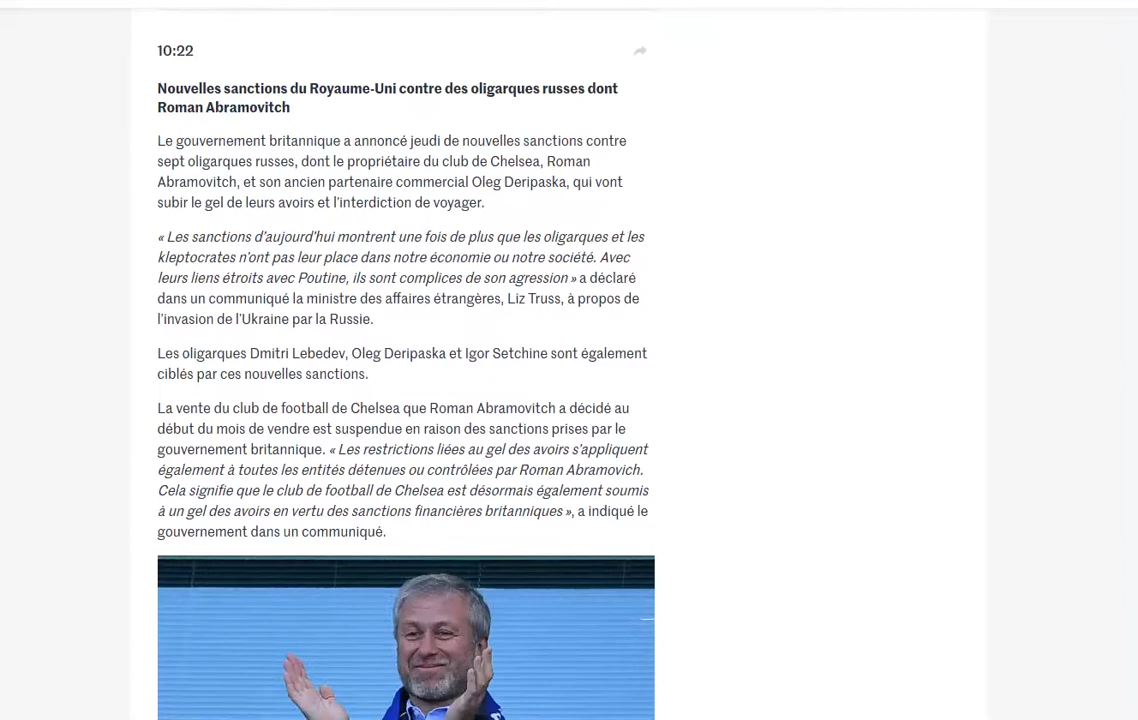 10:22
Nouvelles sanctions du Royaume-Uni contre des oligarques russes dont
Roman Abramovitch
Le gouvernement britannique a annoncé jeudi de nouvelles sanctions contre
sept oligarques russes, dont le propriétaire du club de Chelsea, Roman
Abramovitch, et son ancien partenaire commercial Oleg Deripaska, qui vont
subir le gel de leurs avoirs et l’interdiction de voyager.
« Les sanctions d’aujourd’hui montrent une fois de plus que les oligarques et les
kleptocrates n’ont pas leur place dans notre économie ou notre société. Avec
leurs liens étroits avec Poutine, ils sont complices de son agression » a déclaré
dans un communiqué la ministre des affaires étrangères, Liz Truss, à propos de
l’invasion de l’Ukraine par la Russie.
Les oligarques Dmitri Lebedev, Oleg Deripaska et Igor Setchine sont également
ciblés par ces nouvelles sanctions.
La vente du club de football de Chelsea que Roman Abramovitch a décidé au
début du mois de vendre est suspendue en raison des sanctions prises par le
gouvernement britannique. « Les restrictions liées au gel des avoirs s’appliquent
également à toutes les entités détenues ou contrôlées par Roman Abramovich.
Cela signifie que le club de football de Chelsea est désormais également soumis
à un gel des avoirs en vertu des sanctions financières britanniques », a indiqué le
gouvernement dans un communiqué.